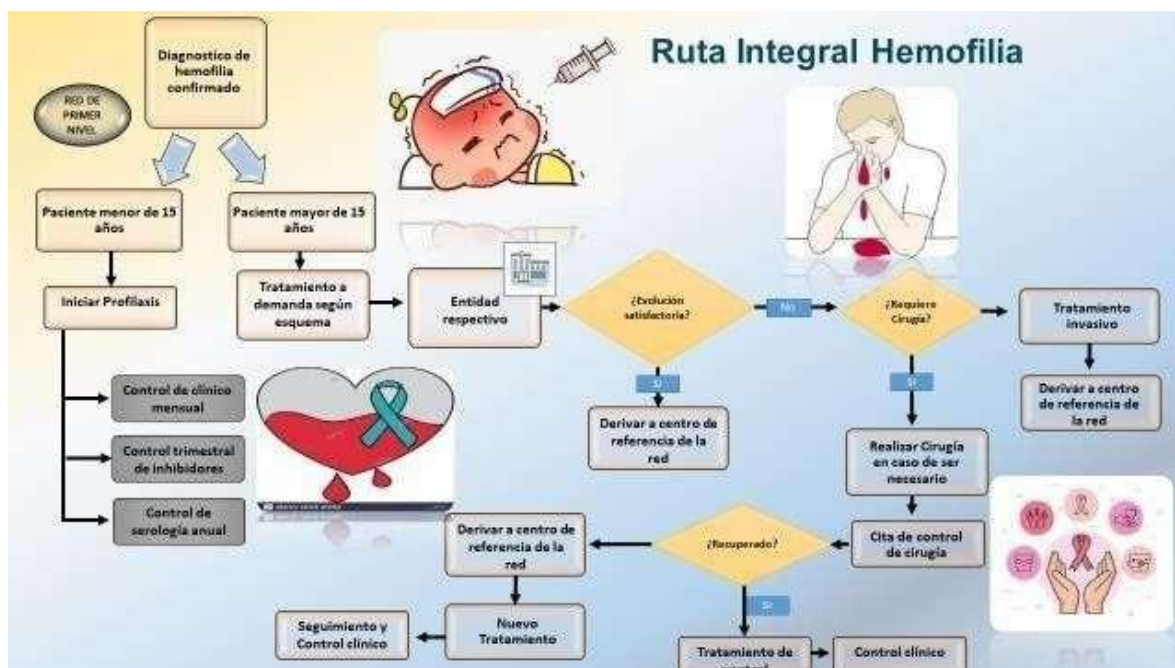 Ruta Integral Hemofilia
Diagnostico de
hemofilia
confirmado
RED DE
PRIMER
NIVEL
Paciente menor de 15
años
Paciente mayor de 15
años
Iniciar Profilaxis
Tratamiento a
demanda según
esquema
Entidad
respectivo
¿Evolución
satisfactoria?
No
¿Requiere
Cirugía?
Tratamiento
invasivo
Derivar a centro
de referencia de
la red
Si
Derivar a centro de
referencia de la
red
Si
Realizar Cirugía
en caso de ser
necesario
Control de clínico
mensual
Control trimestral
de inhibidores
Control de
serología anual
Cita de control
de cirugía
¿Recuperado?
Derivar a centro de
referencia de la
red
Nuevo
Tratamiento
Seguimiento y
Control clínico
Si
Tratamiento de
Control clínico